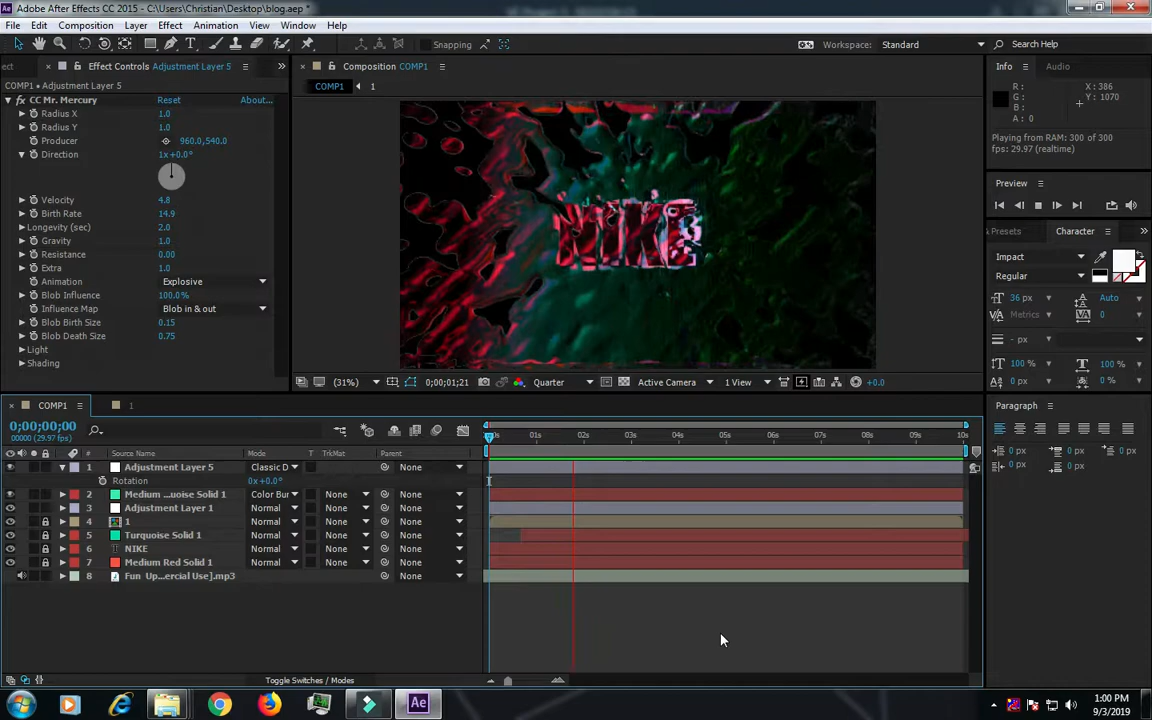 Adobe After Effects CC 2015 - C:\Users\Christian\Desktop\blog.aep *
File Edit Composition Layer Effect Animation View Window Help
Snapping
Workspace: Standard
Search Help
ect
Effect Controls Adjustment Layer 5
COMP1 • Adjustment Layer 5
fx CC Mr. Mercury Reset About...
Radius X 1.0
Radius Y 1.0
Producer 960.0,540.0
Direction 1x+0.0°
Velocity 4.8
Birth Rate 14.9
Longevity (sec) 2.0
Gravity 1.0
Resistance 0.00
Extra 1.0
Animation Explosive
Blob Influence 100.0%
Influence Map Blob in & out
Blob Birth Size 0.15
Blob Death Size 0.75
Light
Shading
Composition COMP1
COMP1 1
NIKE
(31%) 0;00;01;21 Quarter Active Camera 1 View +0.0
Info Audio
R: X: 386
G: Y: 1070
B:
A: 0
Playing from RAM: 300 of 300
fps: 29.97 (realtime)
Preview
Presets Character
Impact
Regular
36 px Auto
Metrics 0
- px
100 % 100 %
0 px 0 %
Paragraph
0 px 0 px 0 px
0 px 0 px
COMP1 1
0;00;00;00
00000 (29.97 fps)
# Source Name Mode T TrkMat Parent
0s 01s 02s 03s 04s 05s 06s 07s 08s 09s 10s
1 Adjustment Layer 5 Classic D None
Rotation 0x+0.0°
2 Medium ...uoise Solid 1 Color Bur None None
3 Adjustment Layer 1 Normal None None
4 1 Normal None None
5 Turquoise Solid 1 Normal None None
6 T NIKE Normal None None
7 Medium Red Solid 1 Normal None None
8 Fun Up...ercial Use].mp3 None
Toggle Switches / Modes
Ae
1:00 PM
9/3/2019